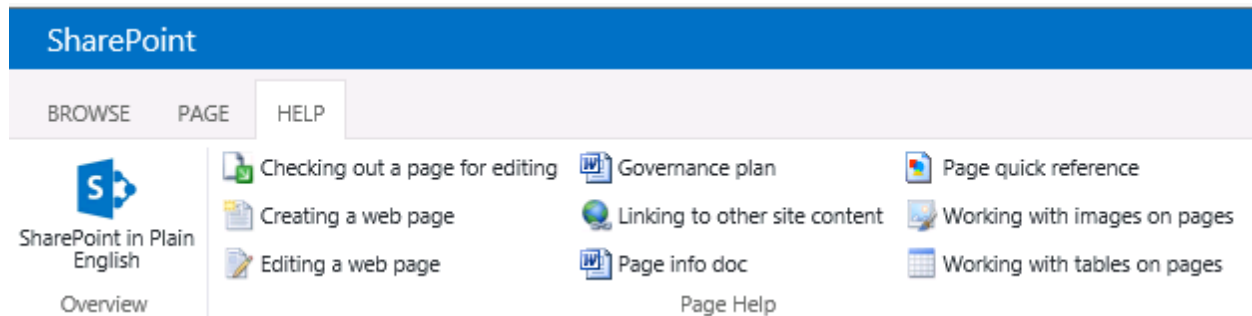 SharePoint
BROWSE PAGE HELP
SharePoint in Plain
English
Overview
Checking out a page for editing
Creating a web page
Editing a web page
Governance plan
Linking to other site content
Page info doc
Page quick reference
Working with images on pages
Working with tables on pages
Page Help